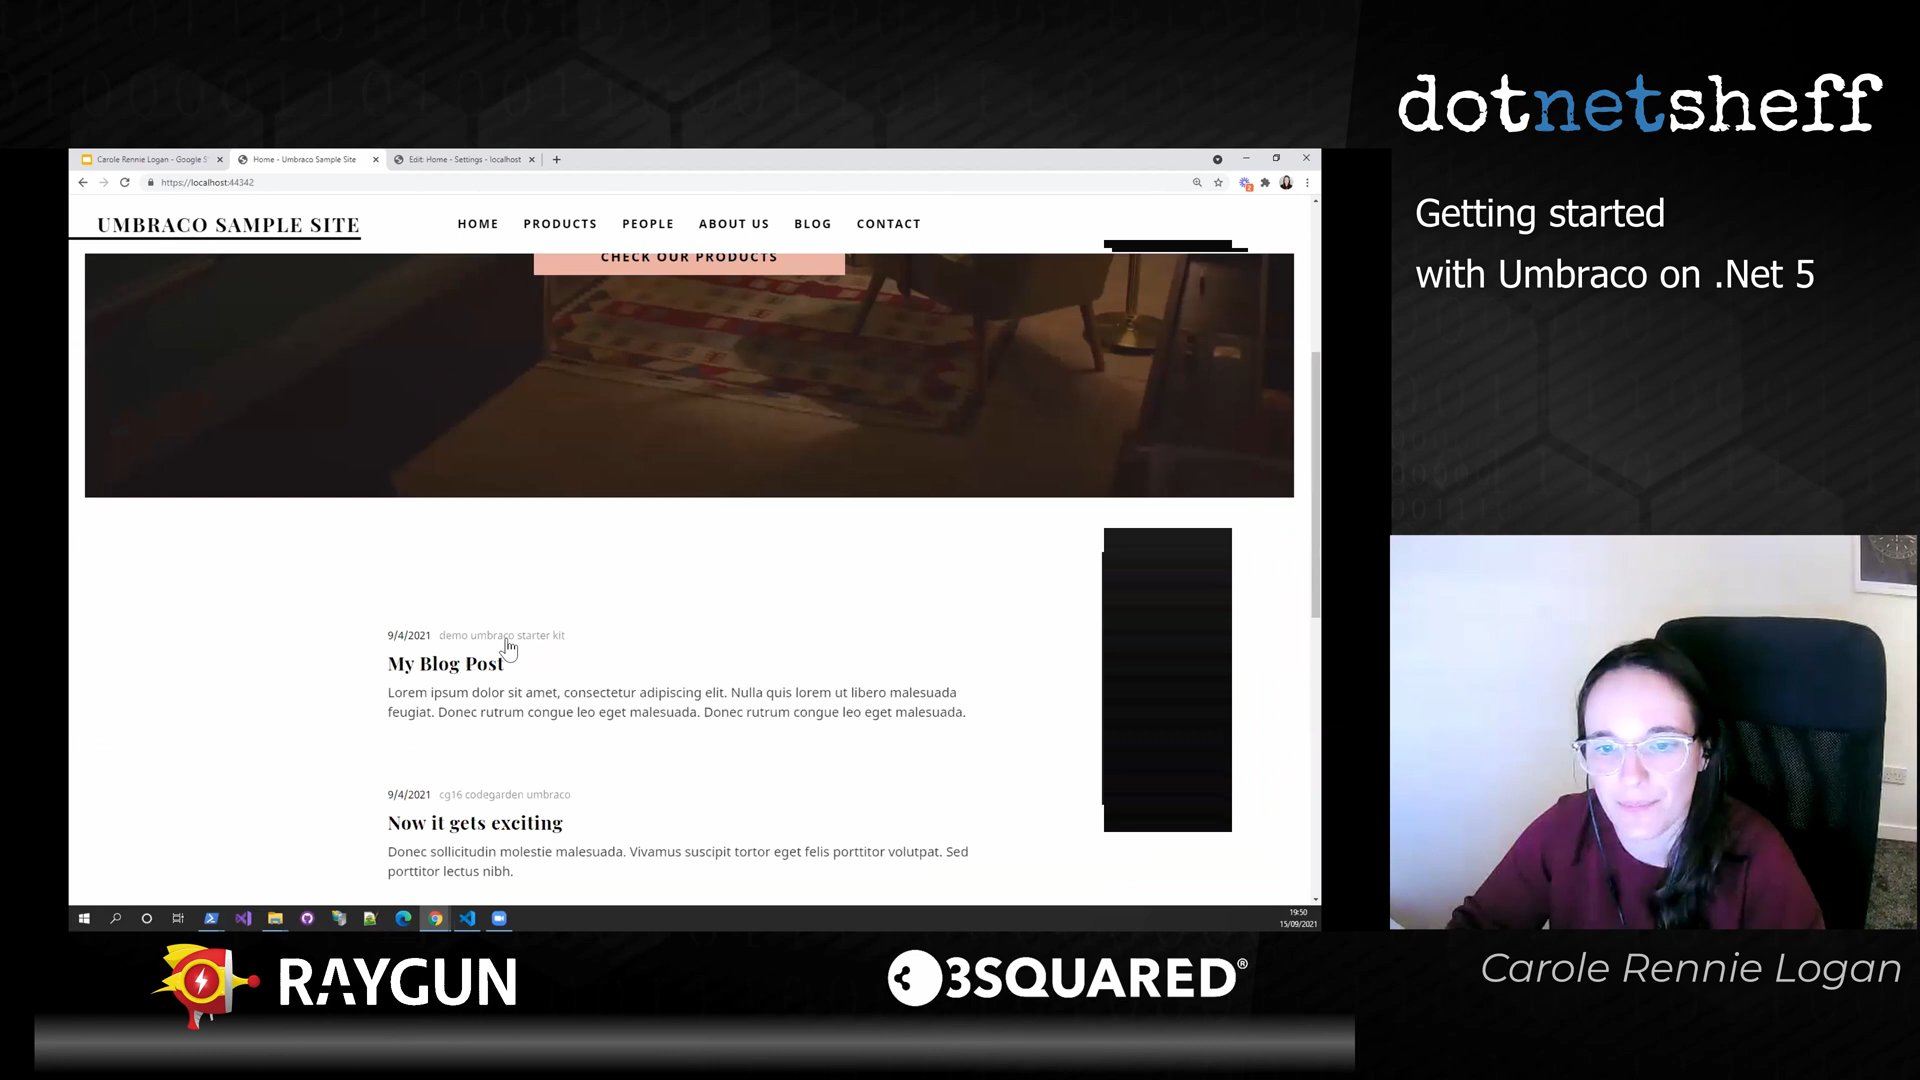 dotnetsheff
Getting started
with Umbraco on .Net 5
Carole Rennie Logan - Google S
Home - Umbraco Sample Site
Edit: Home - Settings - localhost
https://localhost:44342
UMBRACO SAMPLE SITE
HOME PRODUCTS PEOPLE ABOUT US BLOG CONTACT
CHECK OUR PRODUCTS
9/4/2021 demo umbraco starter kit
My Blog Post
Lorem ipsum dolor sit amet, consectetur adipiscing elit. Nulla quis lorem ut libero malesuada
feugiat. Donec rutrum congue leo eget malesuada. Donec rutrum congue leo eget malesuada.
9/4/2021 cg16 codegarden umbraco
Now it gets exciting
Donec sollicitudin molestie malesuada. Vivamus suscipit tortor eget felis porttitor volutpat. Sed
porttitor lectus nibh.
19:50
15/09/2021
RAYGUN
3SQUARED®
Carole Rennie Logan